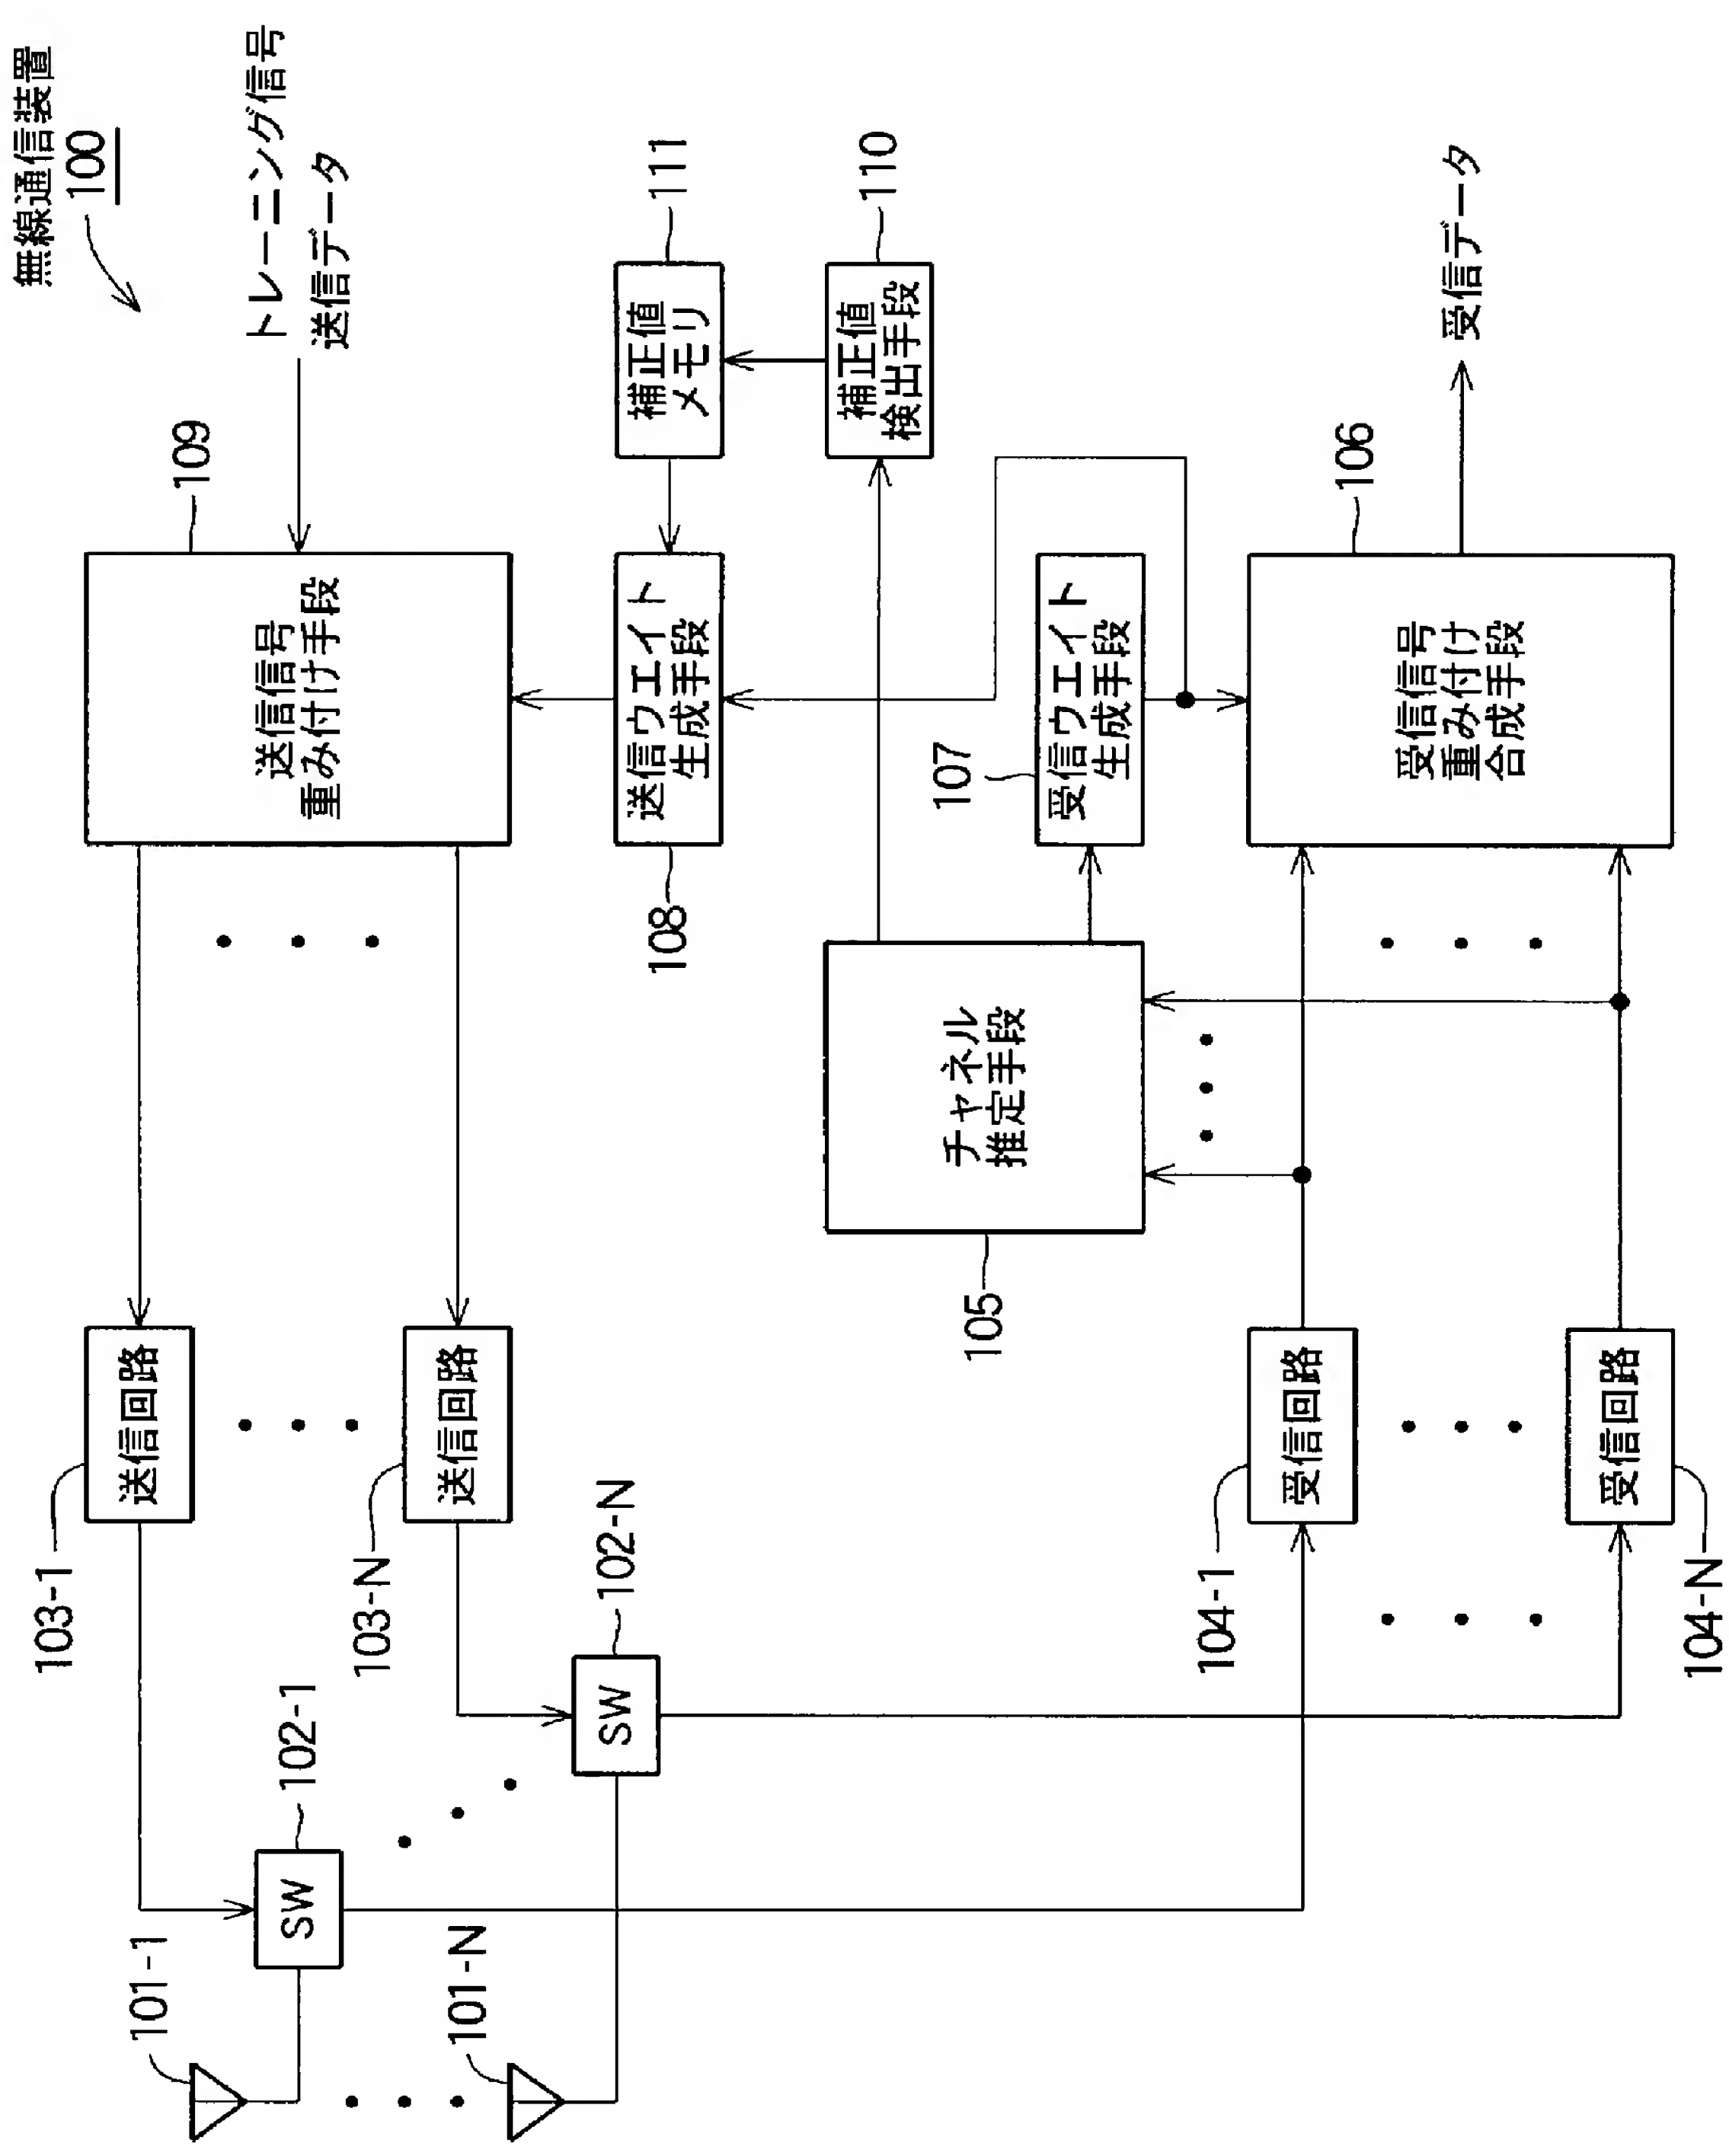 無線通信装置
100
トレーニング信号
送信データ
109
送信信号
重み付け手段
103-1
送信回路
103-N
送信回路
102-1
SW
102-N
SW
101-1
101-N
111
補正値
メモリ
110
補正値
検出手段
108
送信ウエイト
生成手段
107
受信ウエイト
生成手段
105
チャネル
推定手段
106
受信信号
重み付け
合成手段
受信データ
104-1
受信回路
104-N
受信回路